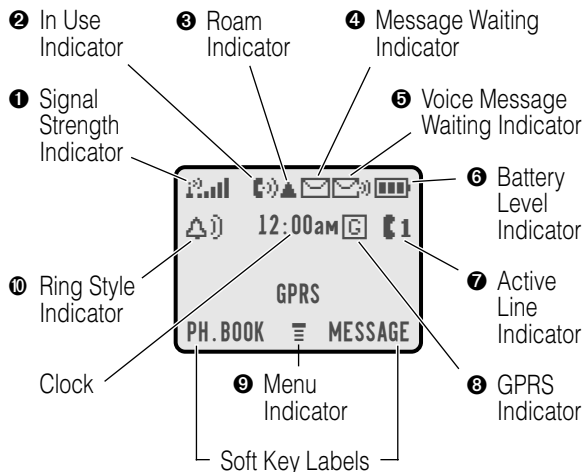 ❷ In Use
Indicator
❸ Roam
Indicator
❹ Message Waiting
Indicator
❶ Signal
Strength
Indicator
❺ Voice Message
Waiting Indicator
❻ Battery
Level
Indicator
12:00AM G 1
❿ Ring Style
Indicator
GPRS
❼ Active
Line
Indicator
PH.BOOK MESSAGE
Clock
❾ Menu
Indicator
❽ GPRS
Indicator
Soft Key Labels